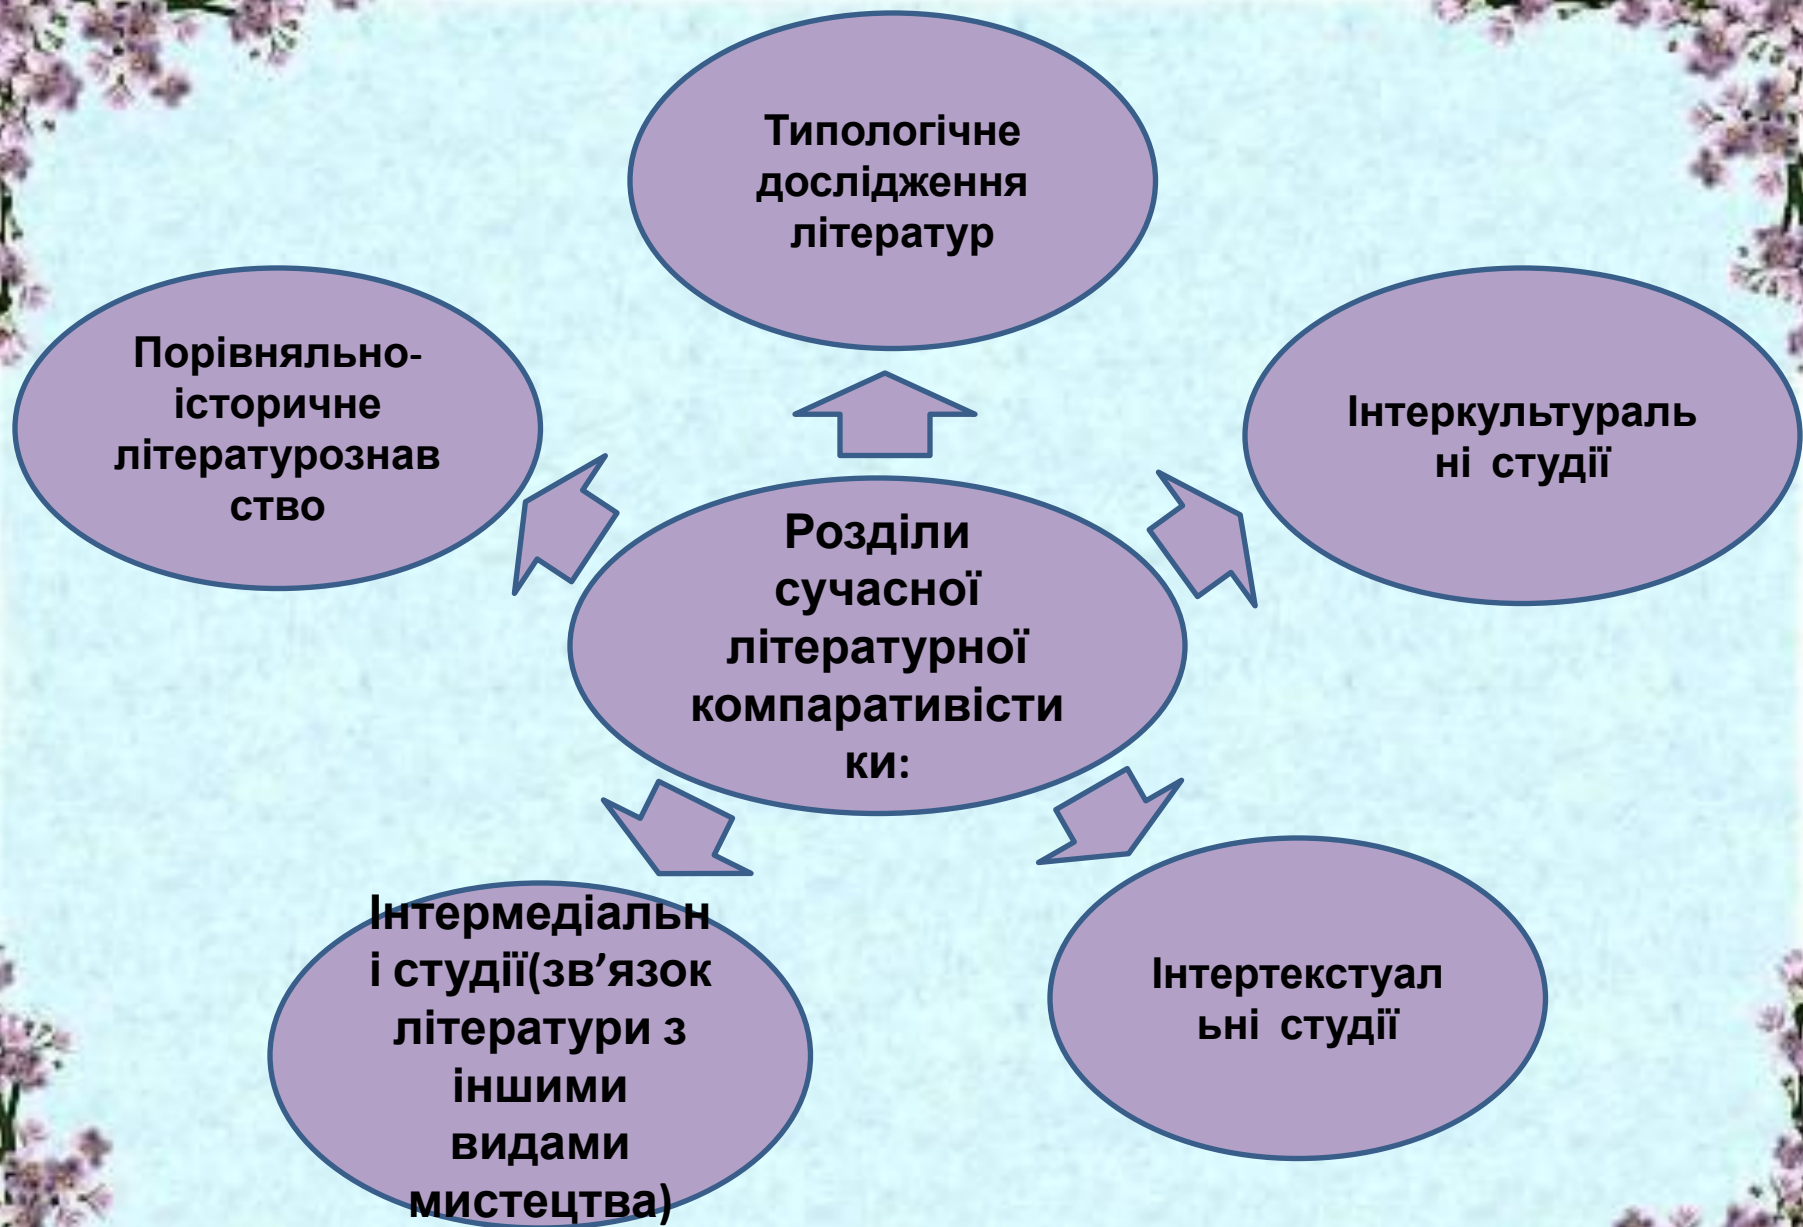 Типологічне
дослідження
літератур
Порівняльно-
історичне
літературознав
ство
Інтеркультураль
ні студії
Розділи
сучасної
літературної
компаративісти
ки:
Інтермедіальн
і студії(зв’язок
літератури з
іншими
видами
мистецтва)
Інтертекстуал
ьні студії